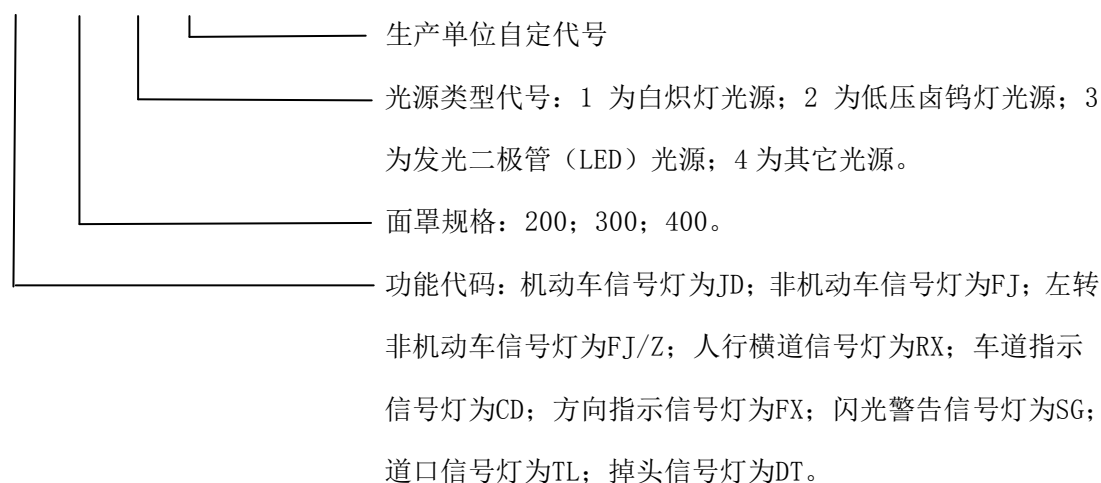 生产单位自定代号
光源类型代号：1 为白炽灯光源；2 为低压卤钨灯光源；3
为发光二极管（LED）光源；4 为其它光源。
面罩规格：200；300；400。
功能代码：机动车信号灯为JD；非机动车信号灯为FJ；左转
非机动车信号灯为FJ/Z；人行横道信号灯为RX；车道指示
信号灯为CD；方向指示信号灯为FX；闪光警告信号灯为SG；
道口信号灯为TL；掉头信号灯为DT。